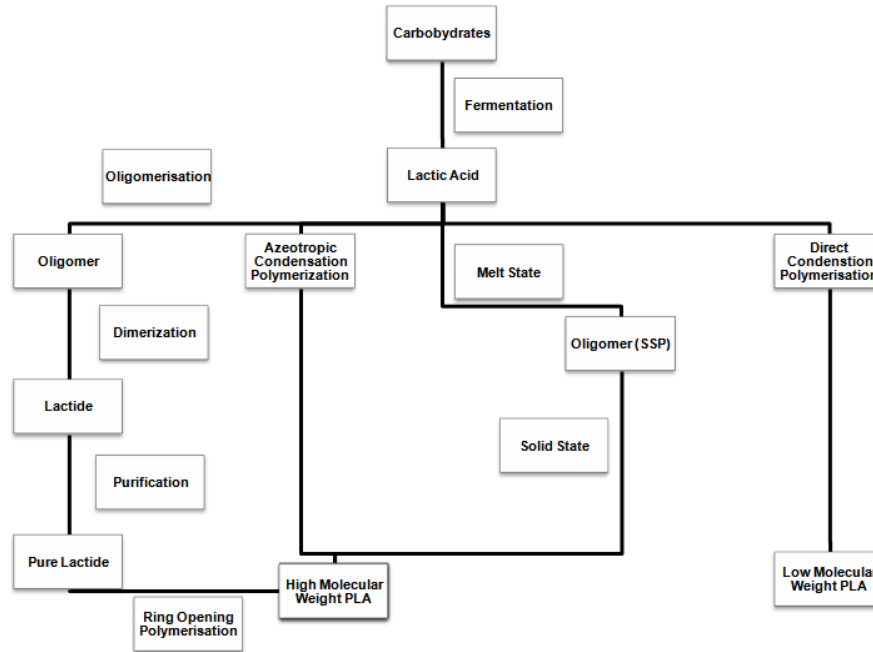 Carbobydrates
Fermentation
Oligomerisation
Lactic Acid
Oligomer
Azeotropic
Condensation
Polymerization
Melt State
Direct
Condenstion
Polymerisation
Dimerization
Oligomer (SSP)
Lactide
Solid State
Purification
Pure Lactide
High Molecular
Weight PLA
Low Molecular
Weight PLA
Ring Opening
Polymerisation